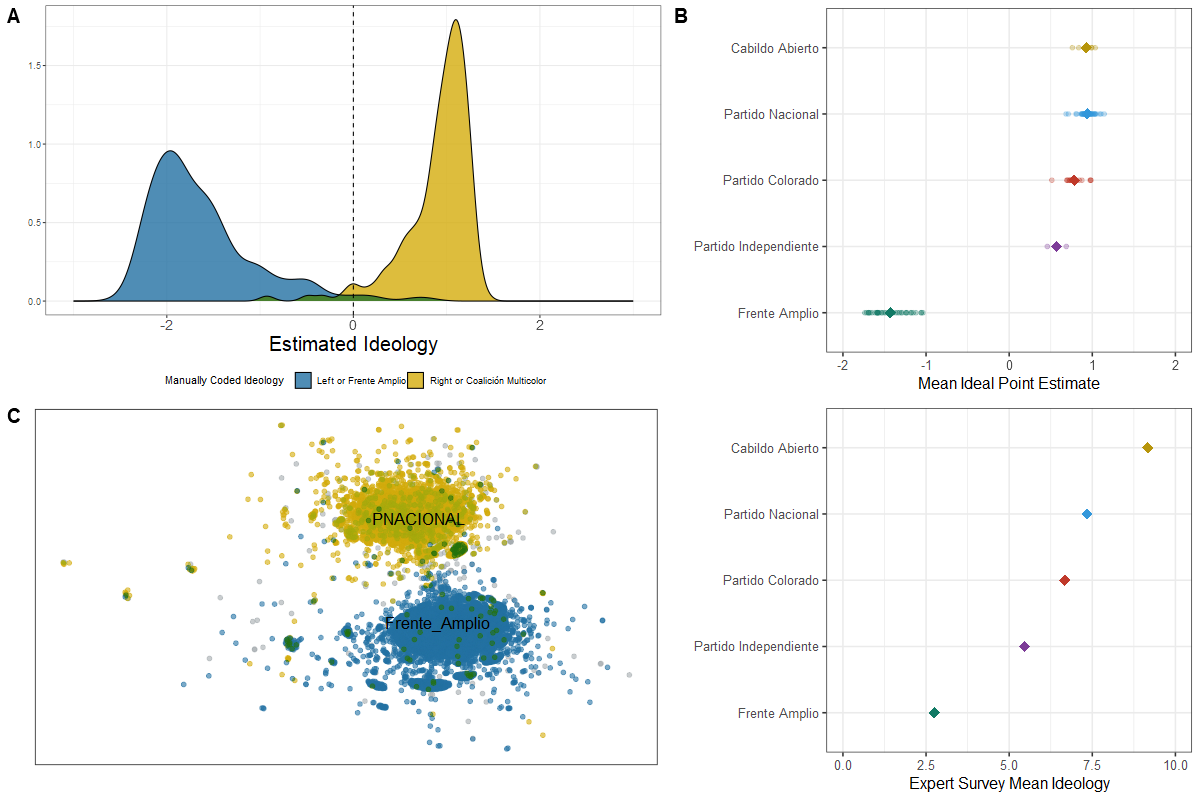 A
1.5
1.0
0.5
0.0
-2
0
2
Estimated Ideology
Manually Coded Ideology
Left or Frente Amplio
Right or Coalición Multicolor
B
Cabildo Abierto
Partido Nacional
Partido Colorado
Partido Independiente
Frente Amplio
-2
-1
0
1
2
Mean Ideal Point Estimate
C
PNACIONAL
Frente_Amplio
Cabildo Abierto
Partido Nacional
Partido Colorado
Partido Independiente
Frente Amplio
0.0
2.5
5.0
7.5
10.0
Expert Survey Mean Ideology